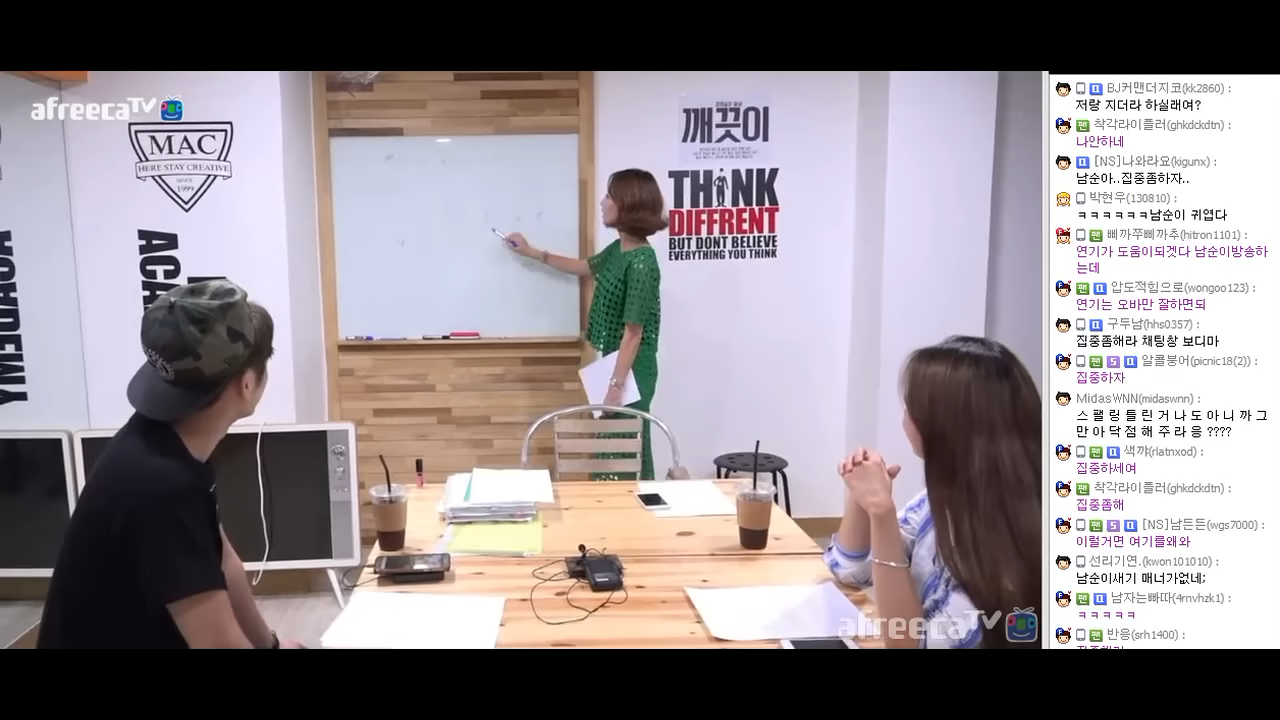 afreecaTV
MAC
HERE STAY CREATIVE
SINCE
1999
ACADEMY
깨끗이
THINK
DIFFRENT
BUT DONT BELIEVE
EVERYTHING YOU THINK
afreecaTV
BJ커맨더지코(kk2860) :
저랑 지더라 하실래여?
팬 착각라이플러(ghkdckdtn) :
나안하네
[NS]나와라요(kigunx) :
남순아..집중좀하자..
박현우(130810) :
ㅋㅋㅋㅋㅋㅋ남순이 귀엽다
팬 삐까쭈삐까추(hitron1101) :
연기가 도움이되겟다 남순이방송하
는데
팬 압도적힘으로(wongoo123) :
연기는 오바만 잘하면되
구두남(hhs0357) :
집중좀해라 채팅창 보디마
팬 S 알콜붕어(picnic18(2)) :
집중하자
MidasWNN(midaswnn) :
스 팰 링 틀 린 거 나 도 아 니 까 그
만 아 닥 점 해 주 라 응 ????
팬 색꺄(rlatnxod) :
집중하세여
팬 착각라이플러(ghkdckdtn) :
집중좀해
팬 S [NS]남든든(wgs7000) :
이럴거면 여기를왜와
선리기연.(kwon101010) :
남순이새기 매너가없네;
팬 남자는빠따(4rnvhzk1) :
ㅋㅋㅋㅋㅋ
팬 반응(srh1400) :